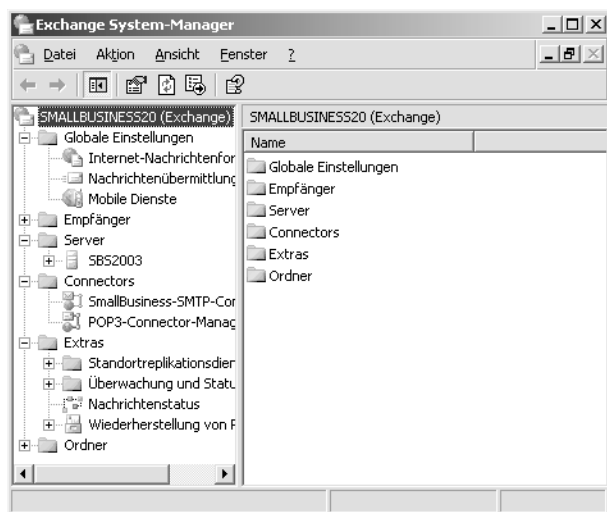 Exchange System-Manager
Datei Aktion Ansicht Fenster ?
SMALLBUSINESS20 (Exchange)
Globale Einstellungen
Internet-Nachrichtenfor
Nachrichtenübermittlung
Mobile Dienste
Empfänger
Server
SBS2003
Connectors
SmallBusiness-SMTP-Cor
POP3-Connector-Manag
Extras
Standortreplikationsdier
Überwachung und Statu
Nachrichtenstatus
Wiederherstellung von F
Ordner
SMALLBUSINESS20 (Exchange)
Name
Globale Einstellungen
Empfänger
Server
Connectors
Extras
Ordner